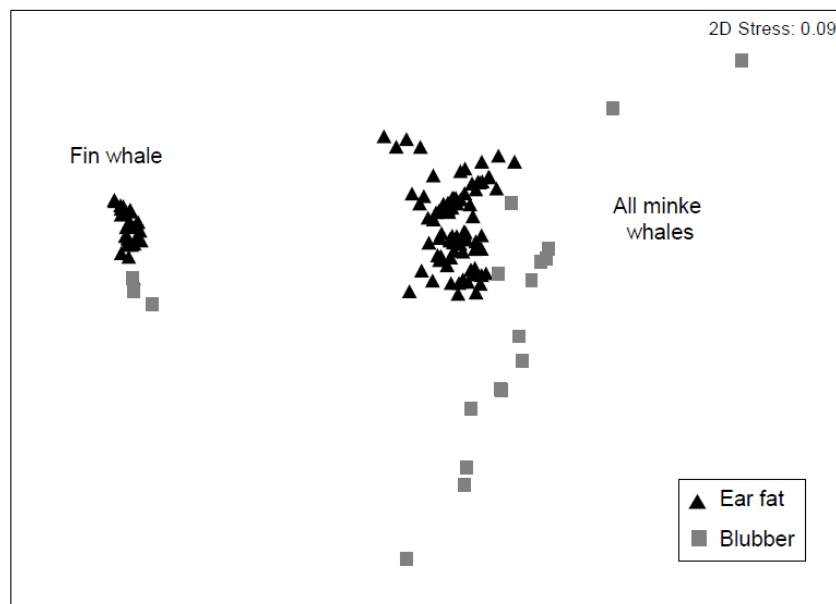 2D Stress: 0.09
Fin whale
All minke
whales
Ear fat
Blubber